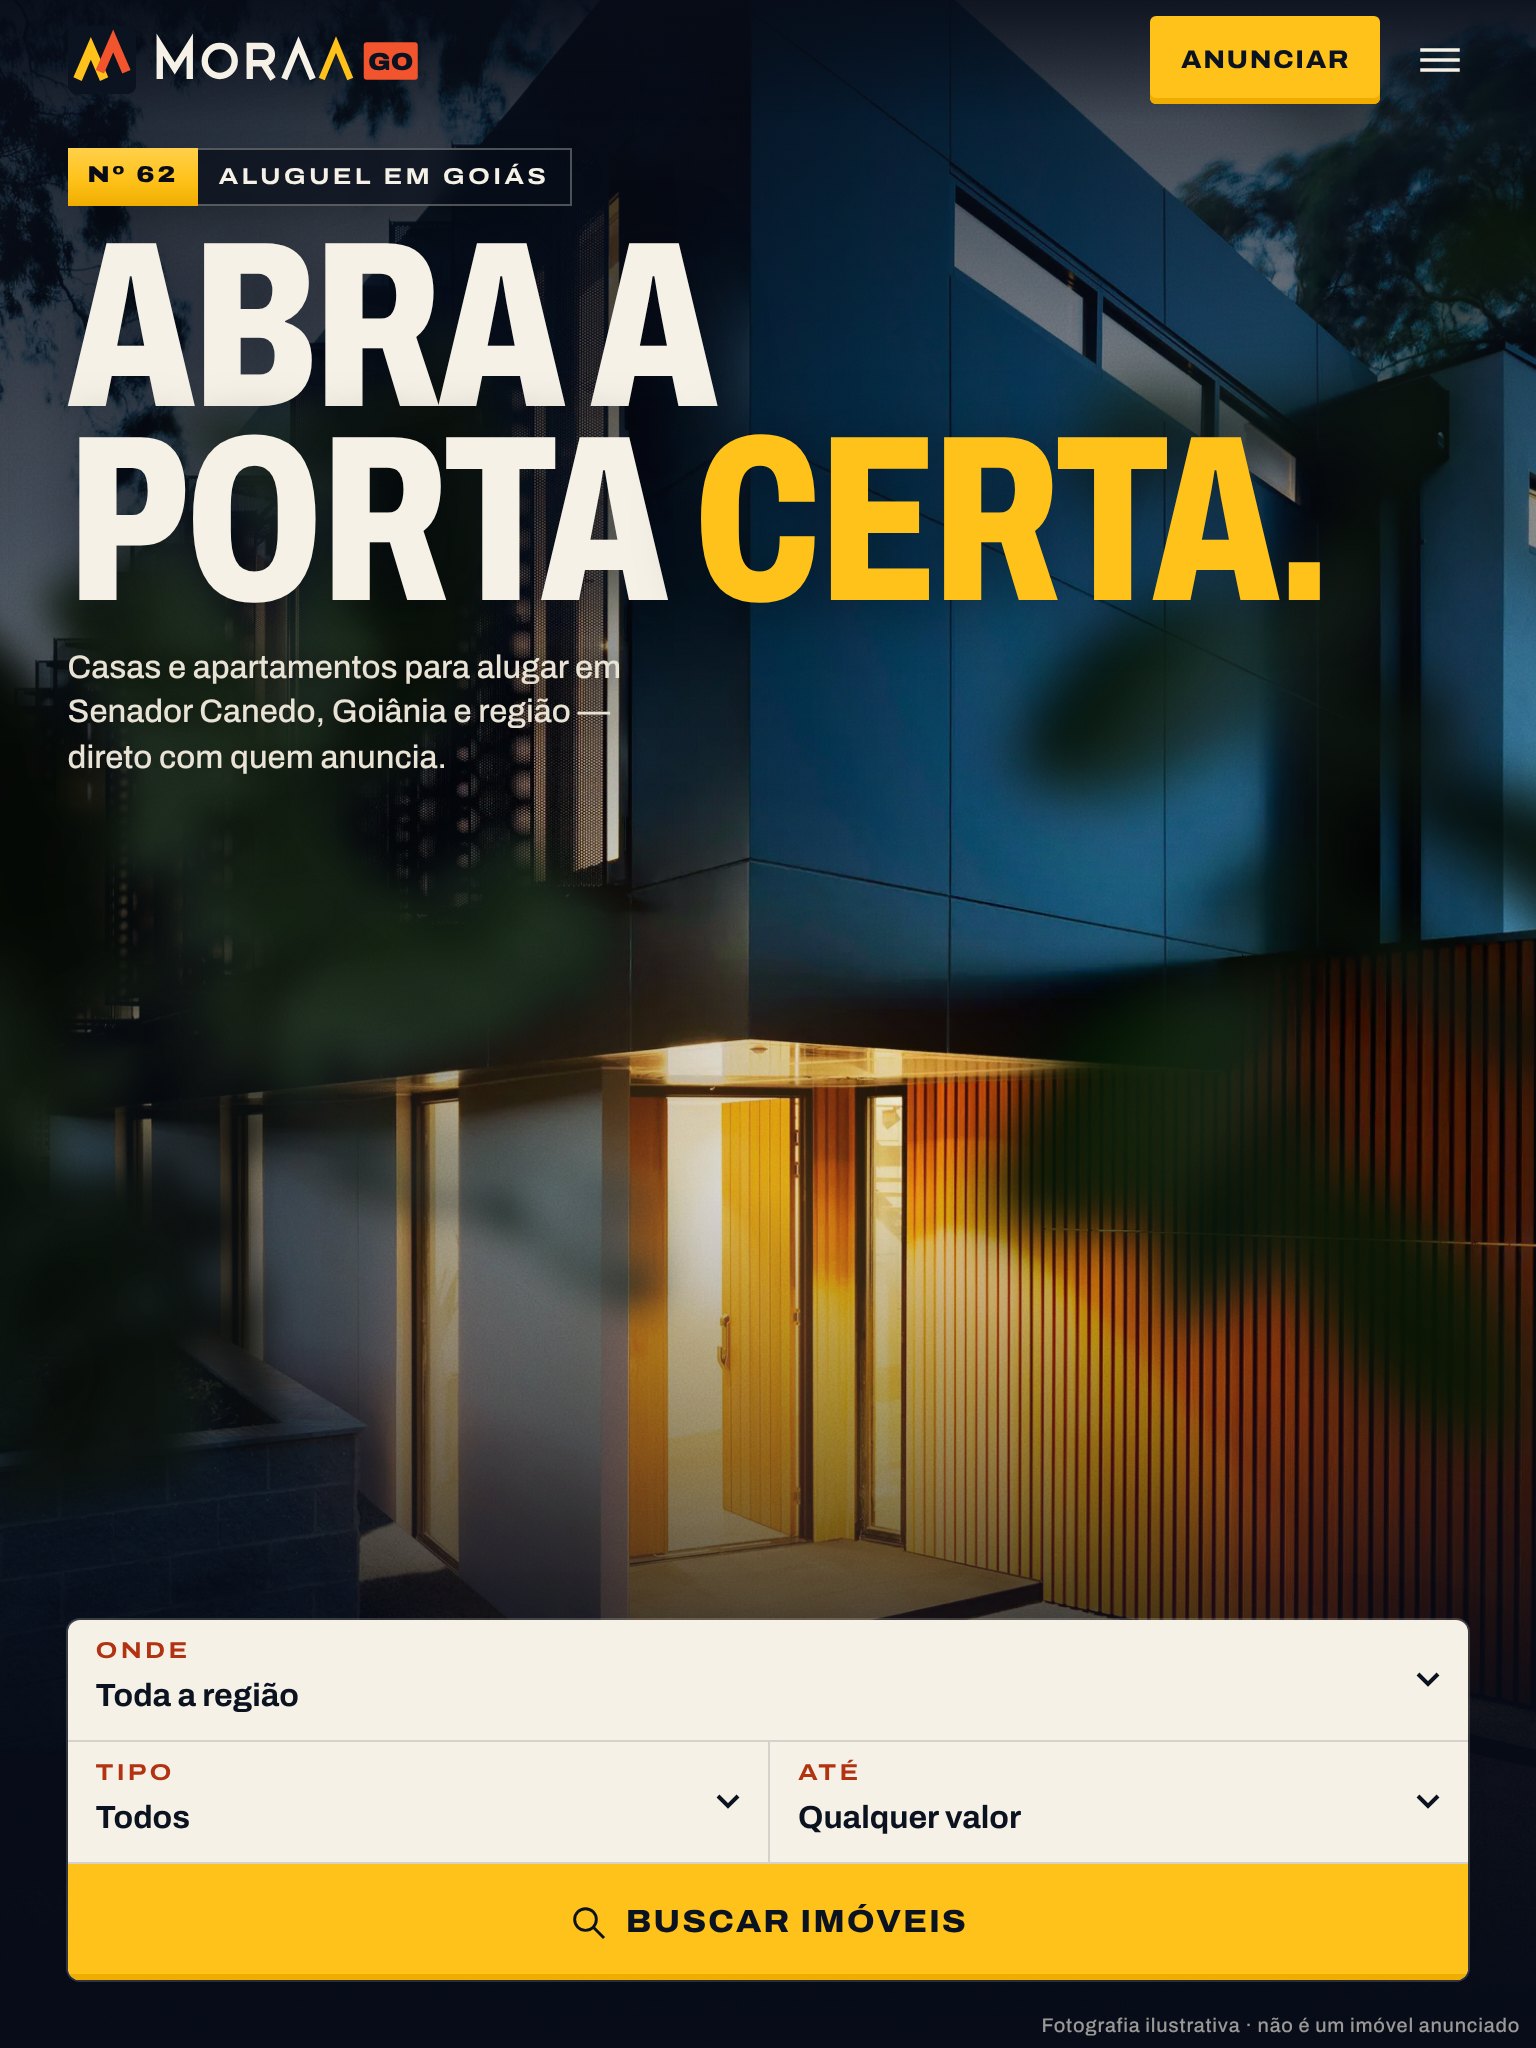 MORAA GO
ANUNCIAR
Nº 62 ALUGUEL EM GOIÁS
ABRA A
PORTA CERTA.
Casas e apartamentos para alugar em
Senador Canedo, Goiânia e região —
direto com quem anuncia.
ONDE
Toda a região
TIPO
Todos
ATÉ
Qualquer valor
BUSCAR IMÓVEIS
Fotografia ilustrativa · não é um imóvel anunciado